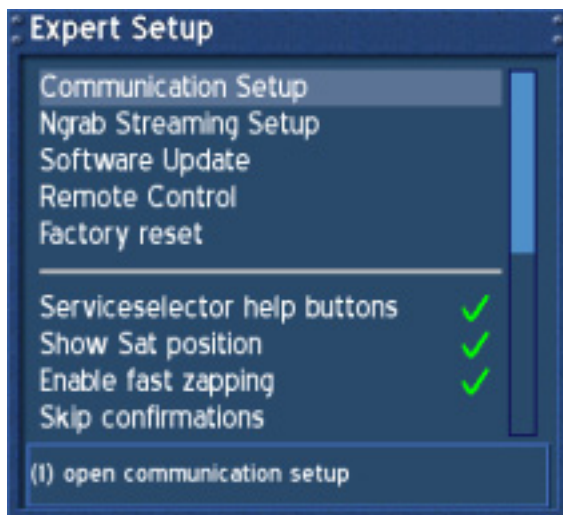 Expert Setup
Communication Setup
Ngrab Streaming Setup
Software Update
Remote Control
Factory reset
Serviceselector help buttons
Show Sat position
Enable fast zapping
Skip confirmations
(1) open communication setup